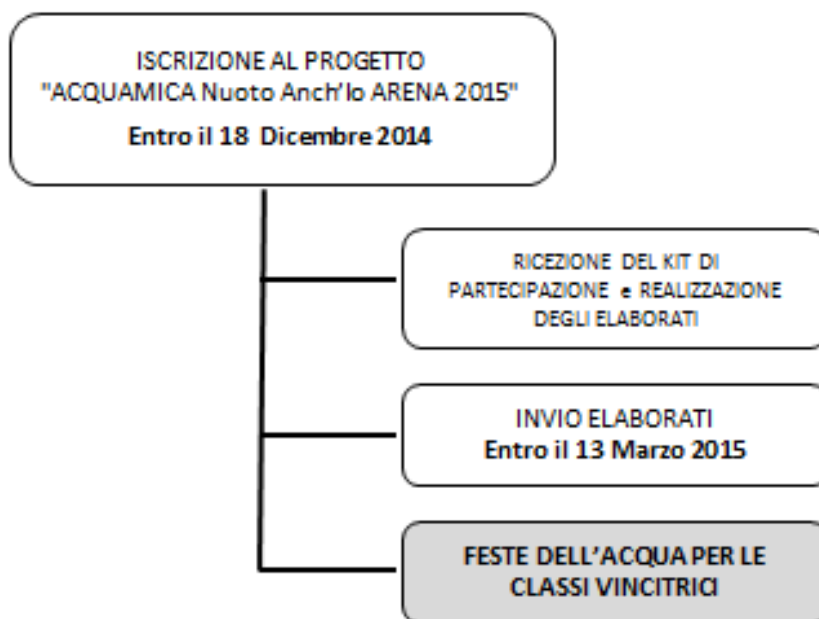 ISCRIZIONE AL PROGETTO
"ACQUAMICA Nuoto Anch'Io ARENA 2015"
Entro il 18 Dicembre 2014
RICEZIONE DEL KIT DI
PARTECIPAZIONE e REALIZZAZIONE
DEGLI ELABORATI
INVIO ELABORATI
Entro il 13 Marzo 2015
FESTE DELL'ACQUA PER LE
CLASSI VINCITRICI